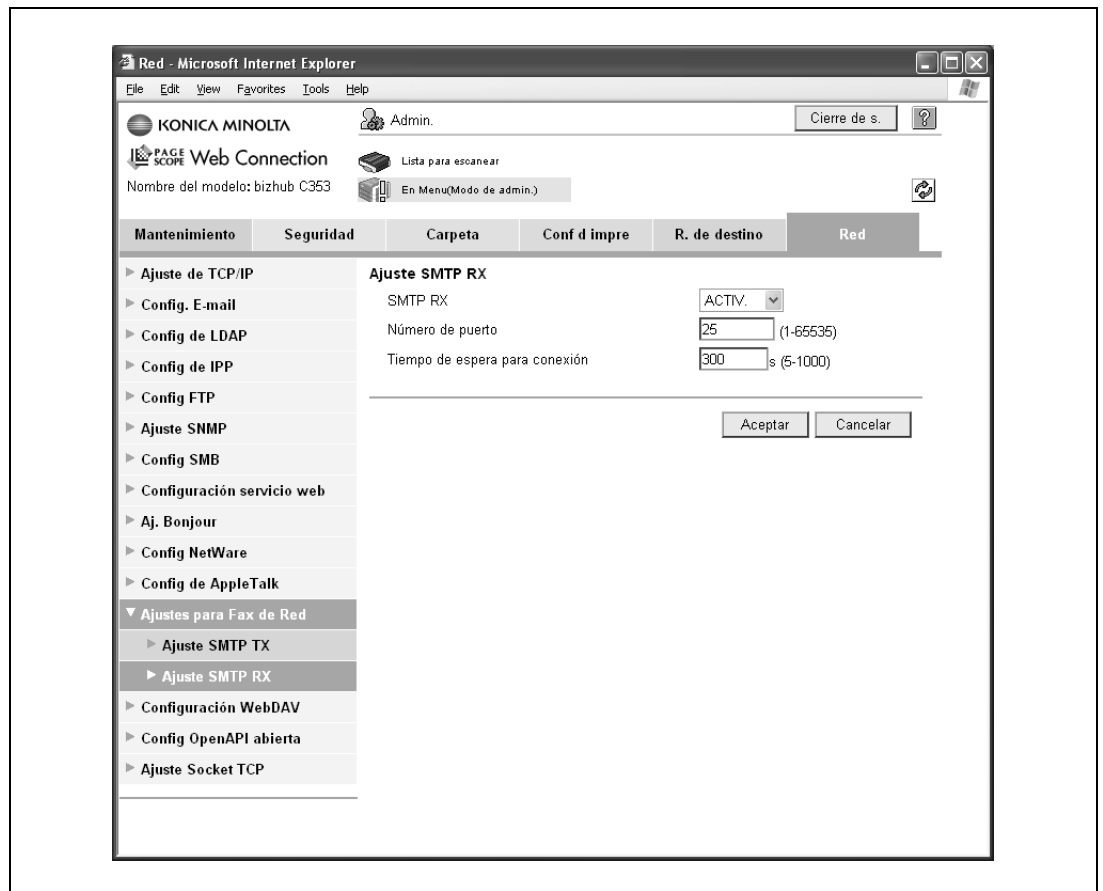 Red - Microsoft Internet Explorer
File Edit View Favorites Tools Help
KONICA MINOLTA
Admin.
Cierre de s.
?
PAGE SCOPE Web Connection
Lista para escanear
Nombre del modelo: bizhub C353
En Menu(Modo de admin.)
Mantenimiento Seguridad Carpeta Conf d impre R. de destino Red
Ajuste de TCP/IP
Config. E-mail
Config de LDAP
Config de IPP
Config FTP
Ajuste SNMP
Config SMB
Configuración servicio web
Aj. Bonjour
Config NetWare
Config de AppleTalk
Ajustes para Fax de Red
Ajuste SMTP TX
Ajuste SMTP RX
Configuración WebDAV
Config OpenAPI abierta
Ajuste Socket TCP
Ajuste SMTP RX
SMTP RX ACTIV.
Número de puerto 25 (1-65535)
Tiempo de espera para conexión 300 s (5-1000)
Aceptar Cancelar